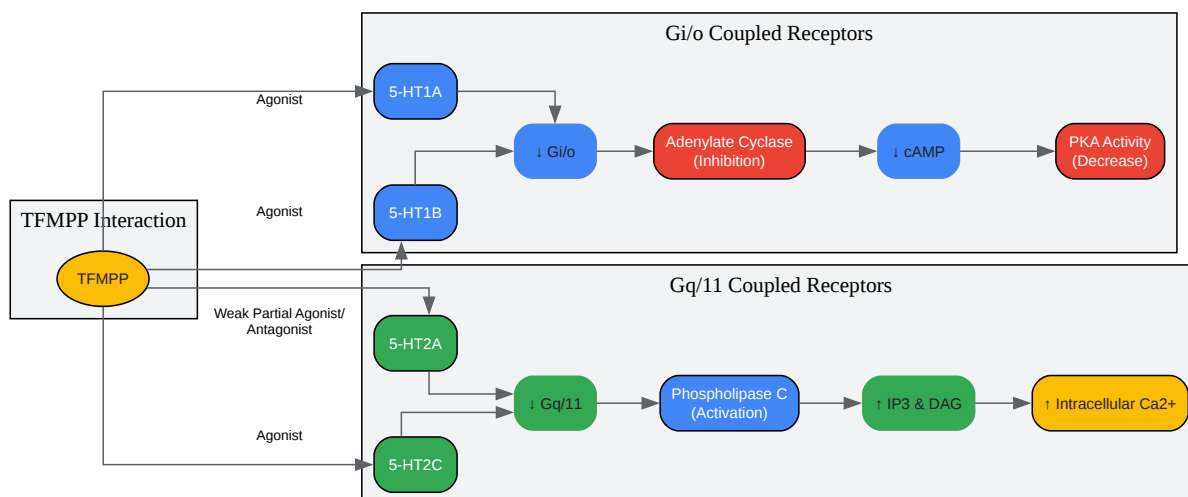 Gi/o Coupled Receptors
5-HT1A
Agonist
↓ Gi/o
Adenylate Cyclase
(Inhibition)
↓ cAMP
PKA Activity
(Decrease)
5-HT1B
Agonist
TFMPP Interaction
TFMPP
Gq/11 Coupled Receptors
Weak Partial Agonist/
Antagonist
5-HT2A
↓ Gq/11
Phospholipase C
(Activation)
↑ IP3 & DAG
↑ Intracellular Ca2+
Agonist
5-HT2C